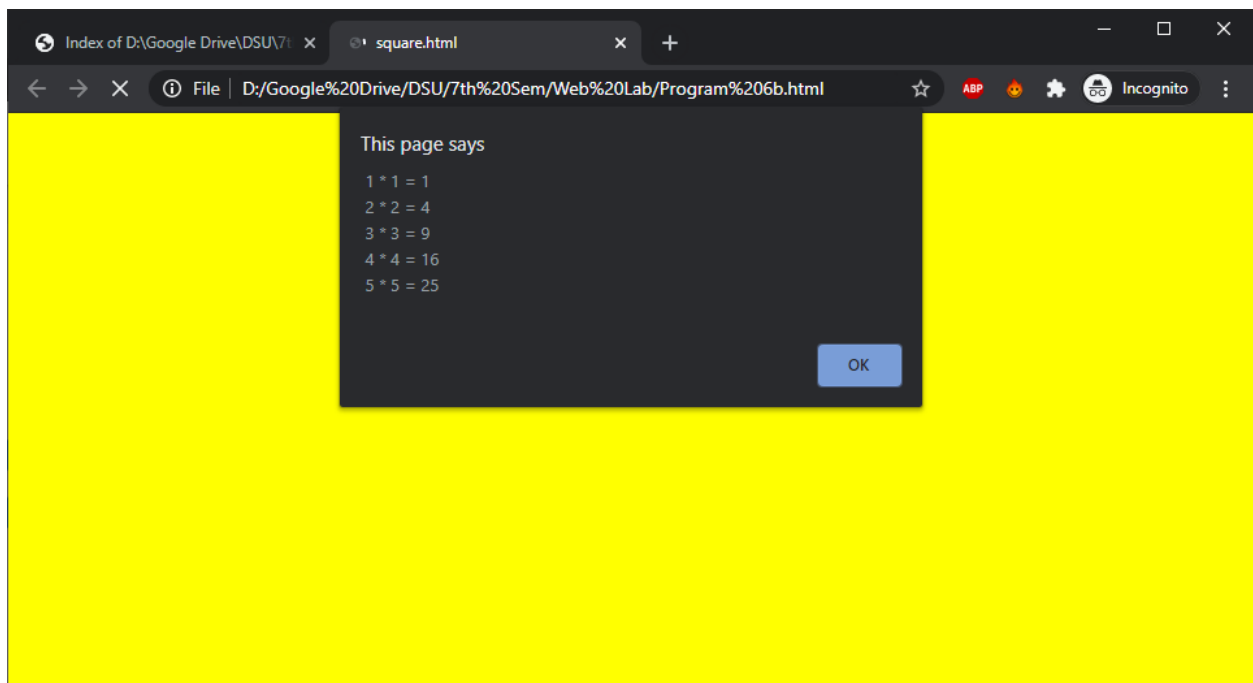 Index of D:\Google Drive\DSU\7t
square.html
File D:/Google%20Drive/DSU/7th%20Sem/Web%20Lab/Program%206b.html
ABP
Incognito
This page says
1 * 1 = 1
2 * 2 = 4
3 * 3 = 9
4 * 4 = 16
5 * 5 = 25
OK